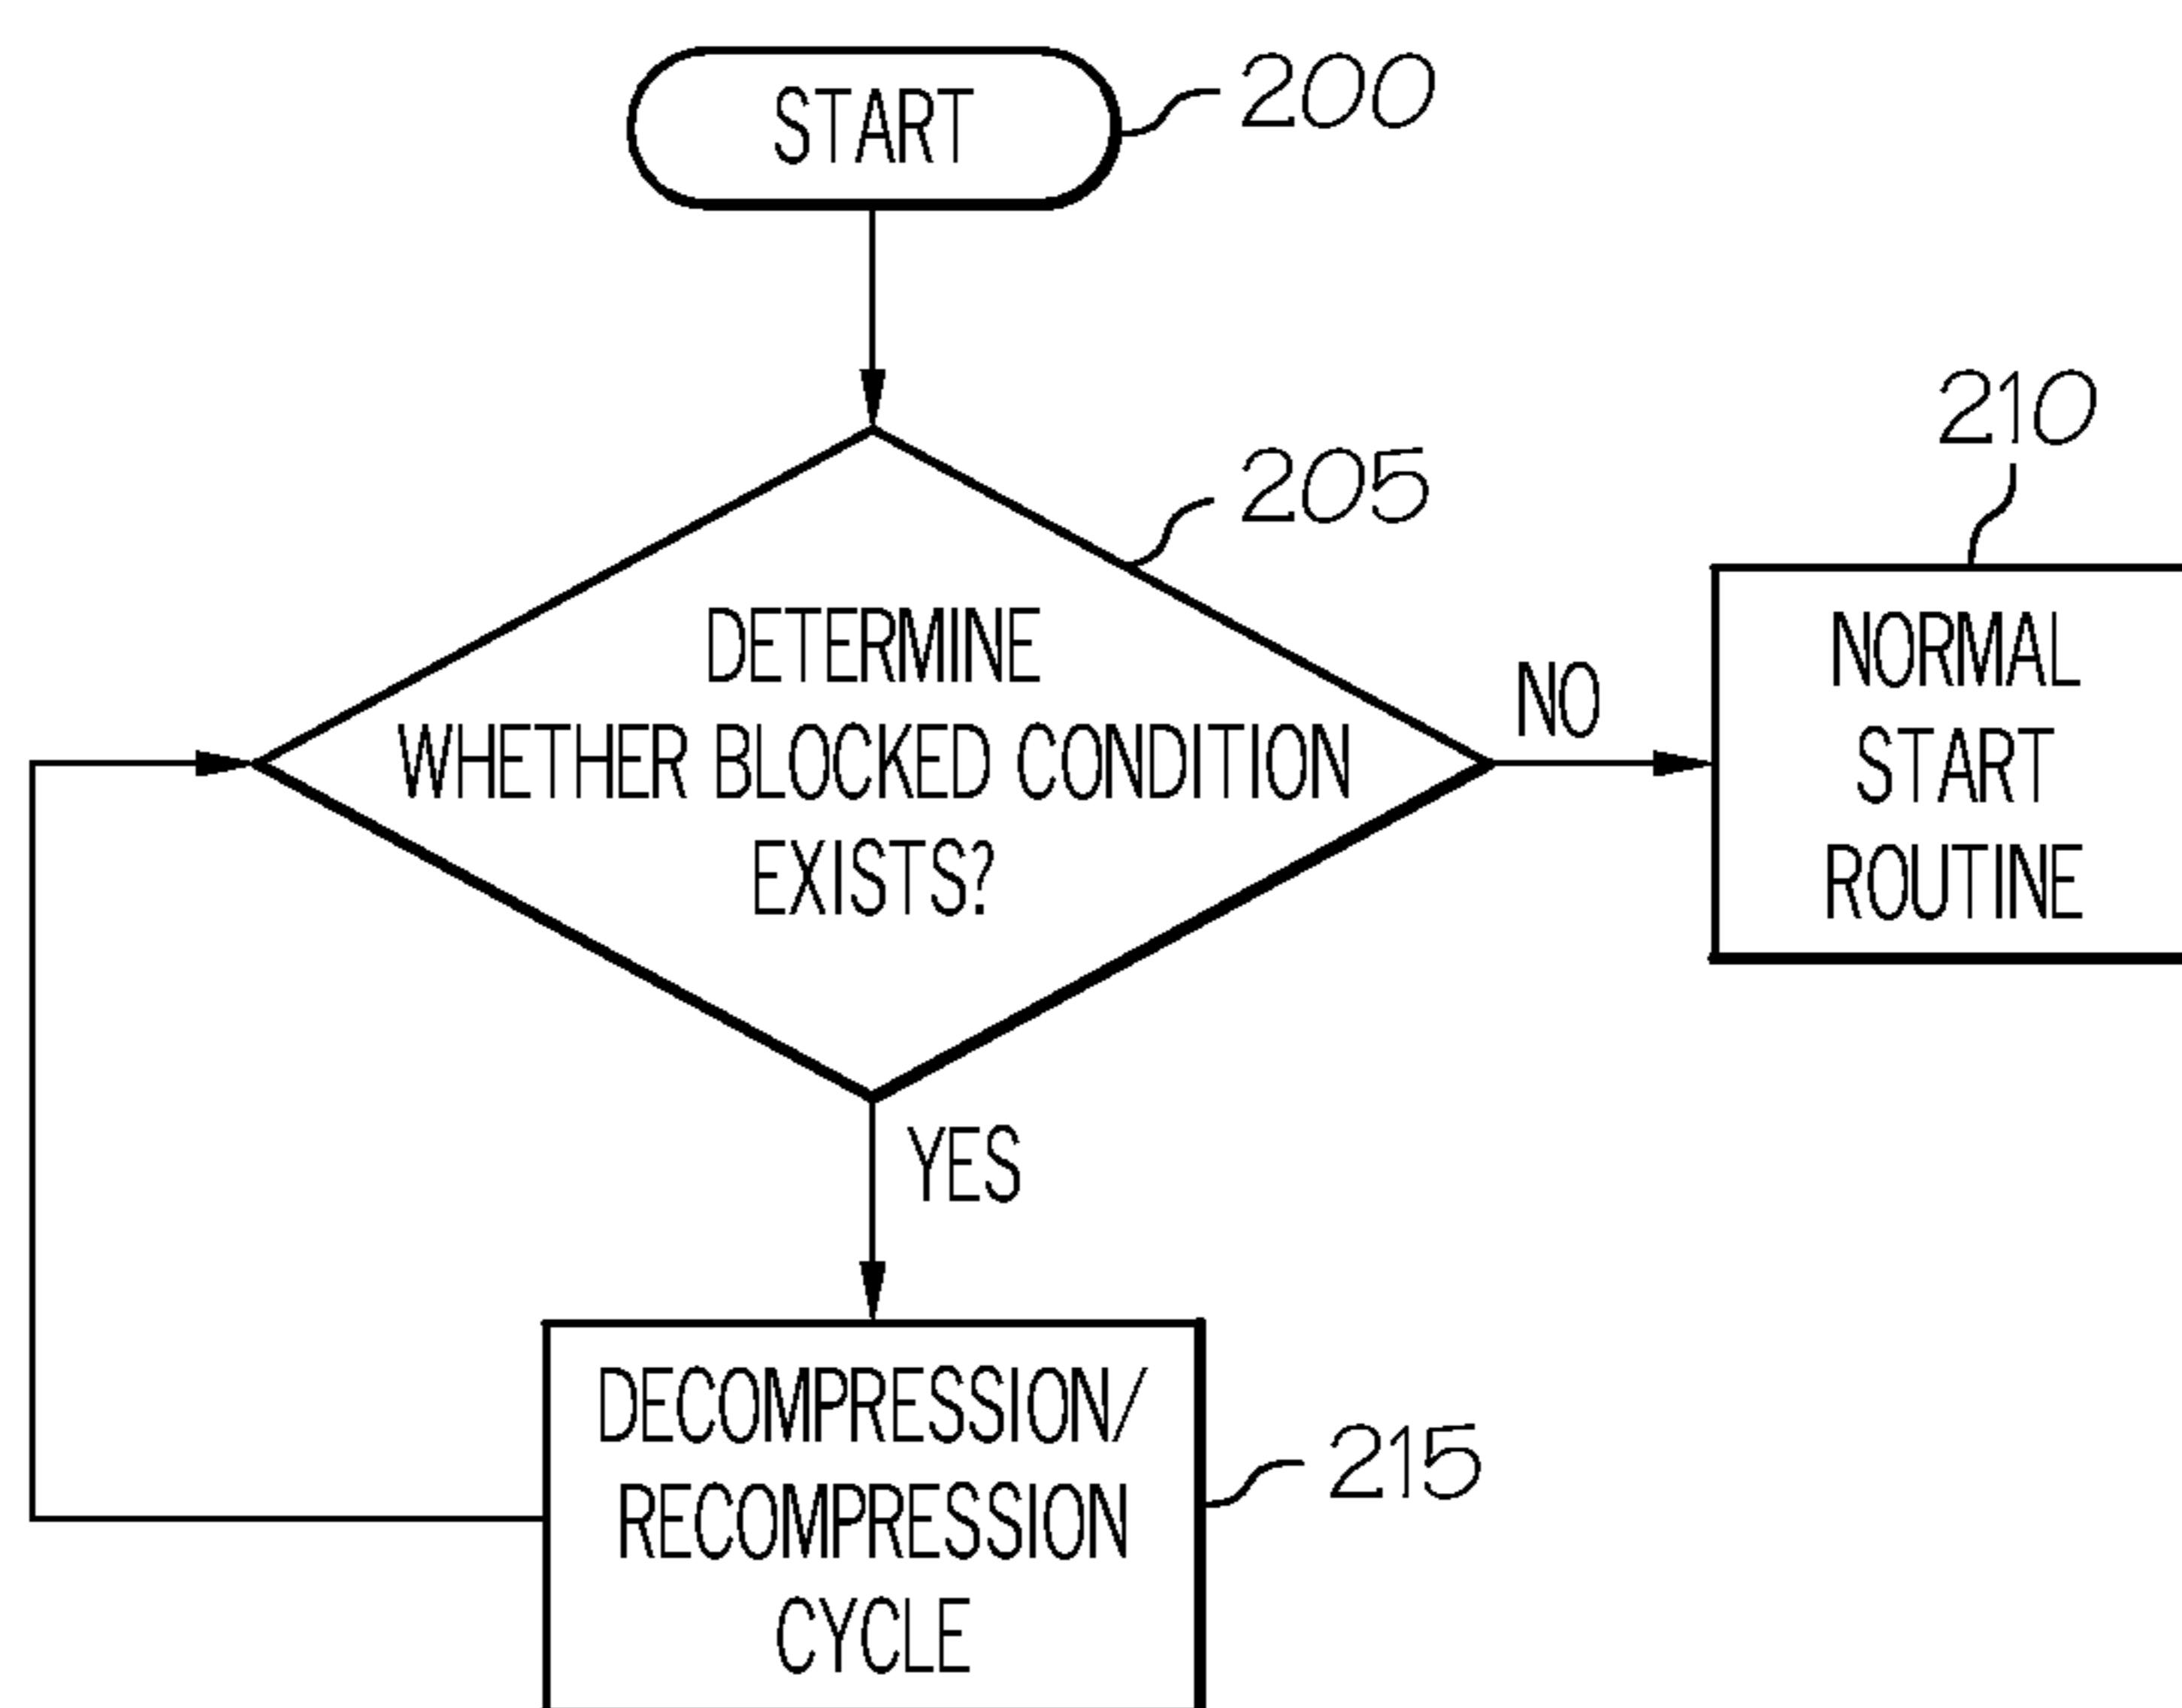 START
200
205
210
DETERMINE
WHETHER BLOCKED CONDITION
EXISTS?
NO
NORMAL
START
ROUTINE
YES
DECOMPRESSION/
RECOMPRESSION
CYCLE
215